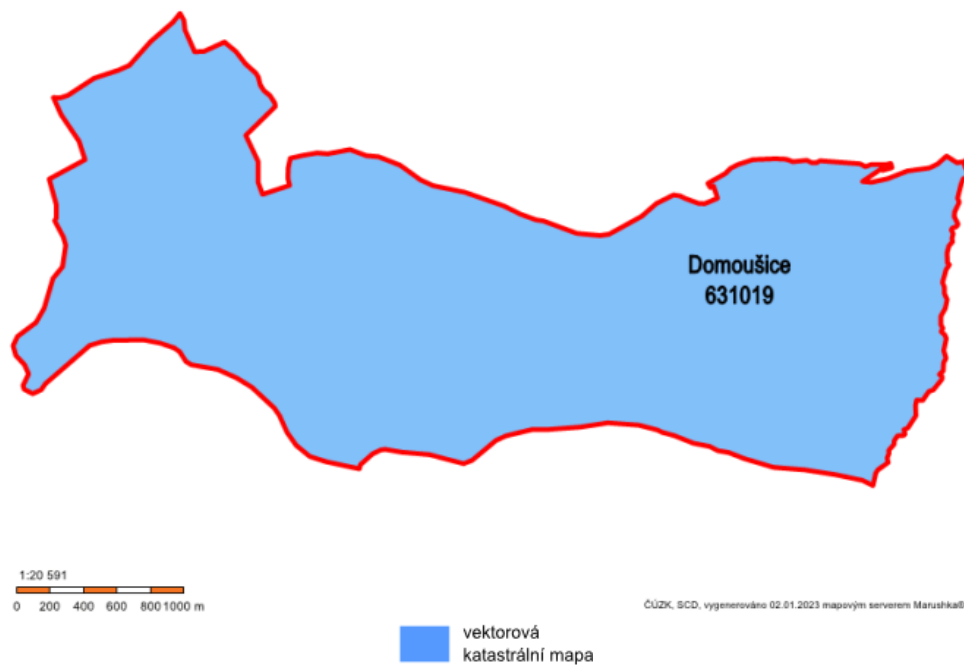 Domoušice
631019
1:20 591
0 200 400 600 800 1000 m
ČÚZK, SCD, vygenerováno 02.01.2023 mapovým serverem Marushka®
vektorová
katastrální mapa